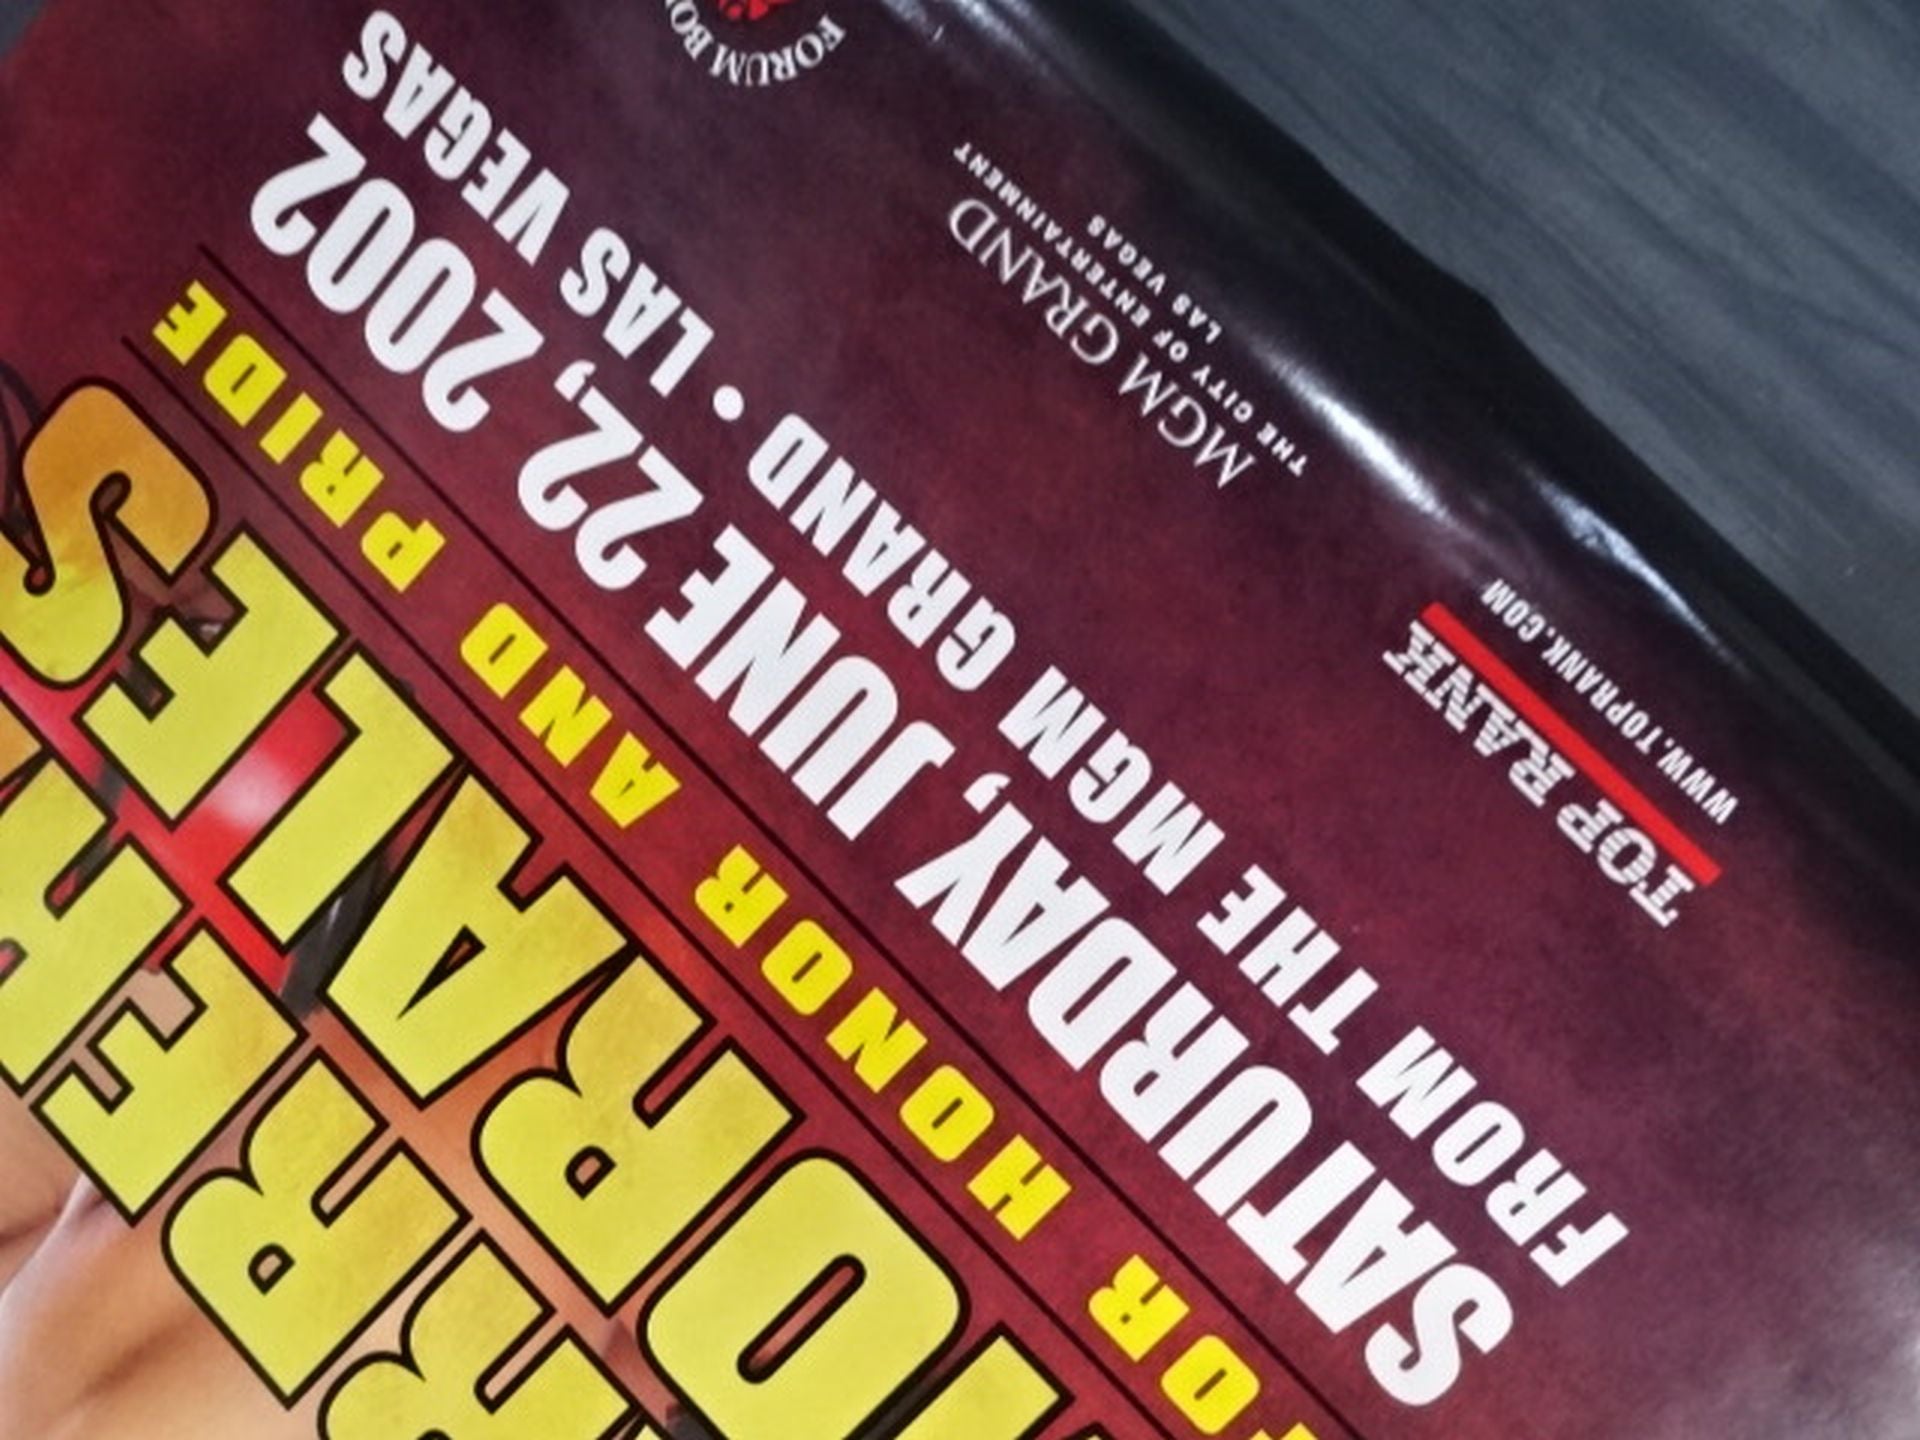 MORALES
FOR HONOR AND PRIDE
SATURDAY, JUNE 22, 2002
FROM THE MGM GRAND • LAS VEGAS
TOP RANK
WWW.TOPRANK.COM
MGM GRAND
THE CITY OF ENTERTAINMENT
LAS VEGAS
FORUM